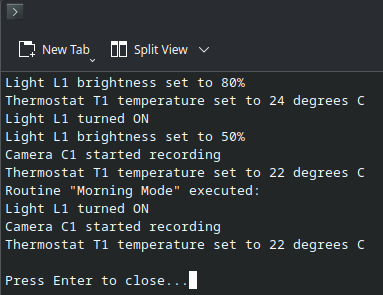 New Tab Split View
Light L1 brightness set to 80%
Thermostat T1 temperature set to 24 degrees C
Light L1 turned ON
Light L1 brightness set to 50%
Camera C1 started recording
Thermostat T1 temperature set to 22 degrees C
Routine "Morning Mode" executed:
Light L1 turned ON
Camera C1 started recording
Thermostat T1 temperature set to 22 degrees C
Press Enter to close...